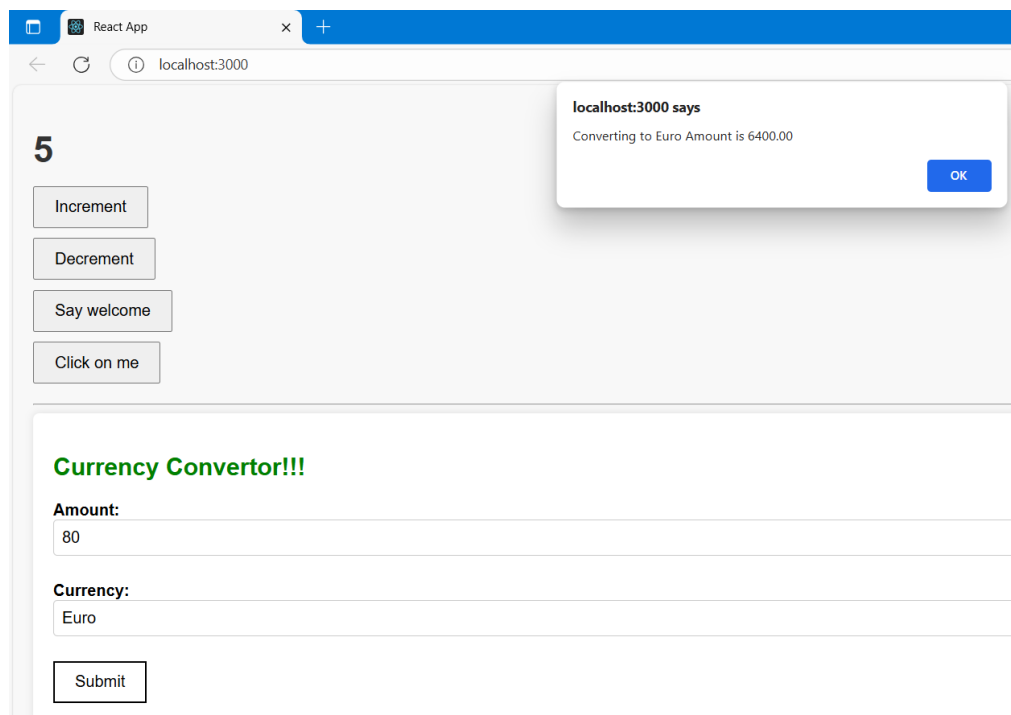 React App
localhost:3000
localhost:3000 says
Converting to Euro Amount is 6400.00
OK
5
Increment
Decrement
Say welcome
Click on me
Currency Convertor!!!
Amount:
80
Currency:
Euro
Submit